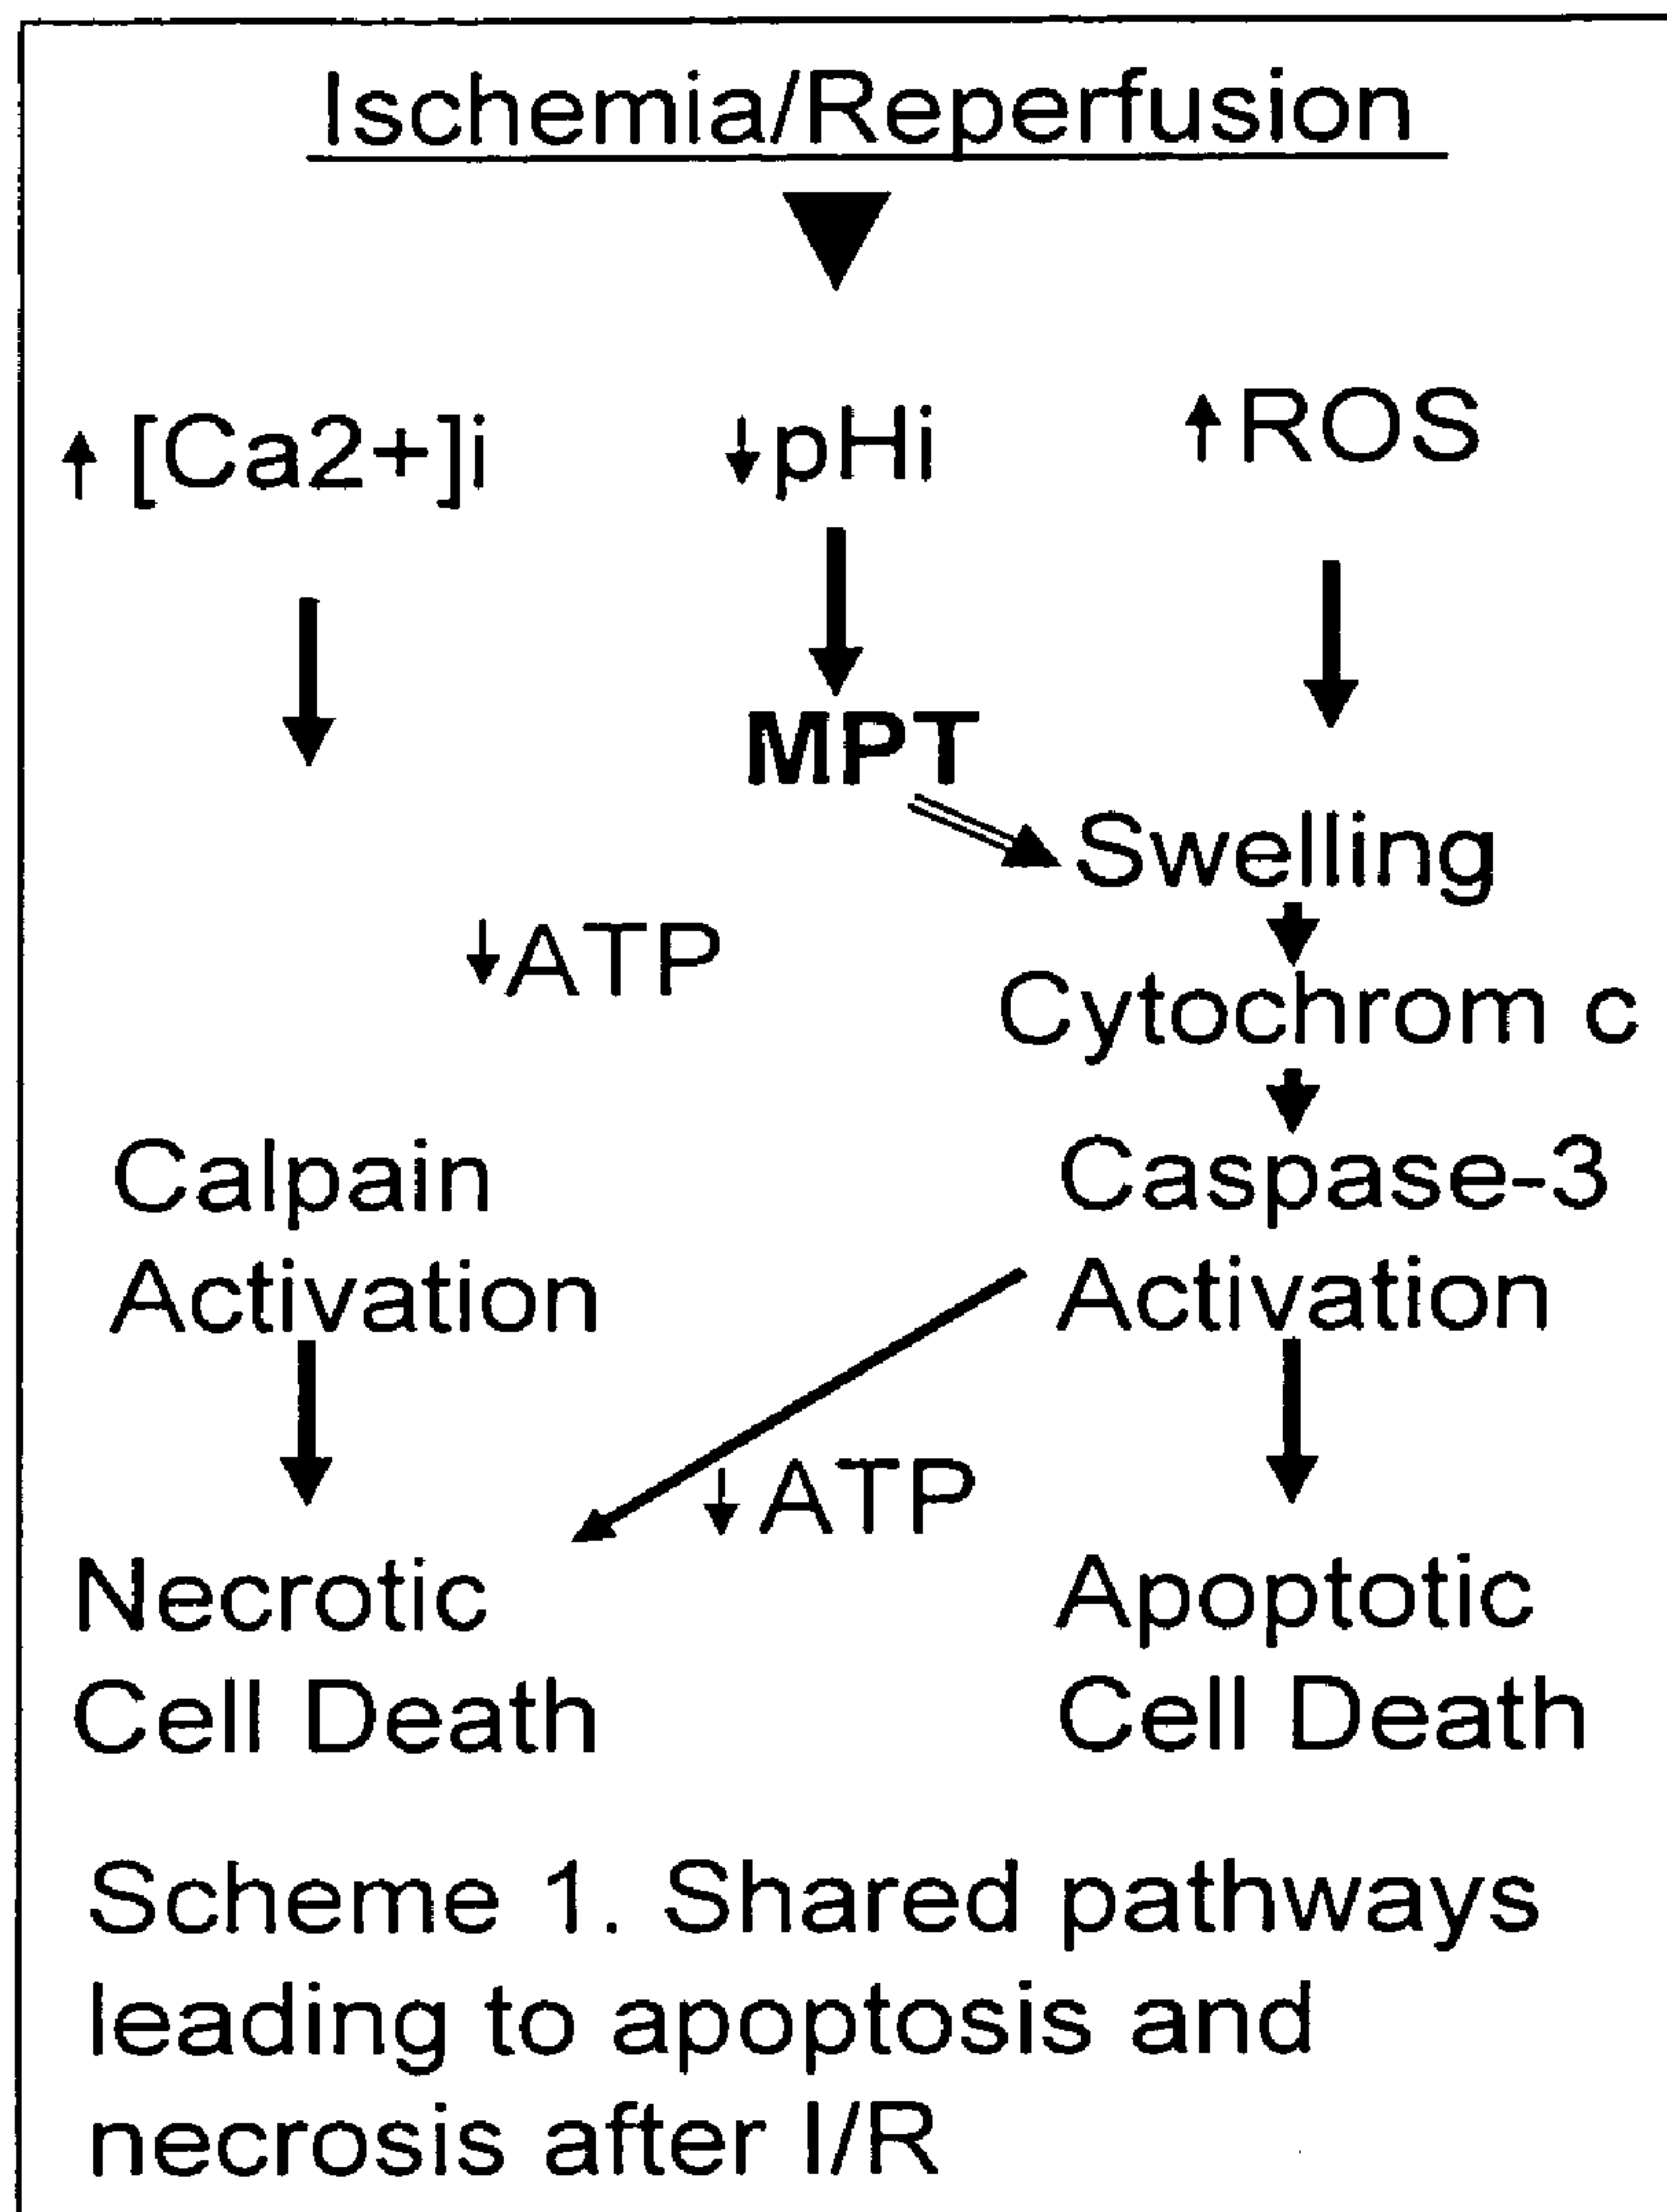 Ischemia/Reperfusion
↑ [Ca2+]i ↓pHi ↑ROS
MPT
Swelling
↓ATP
Cytochrom c
Calpain Caspase-3
Activation Activation
↓ATP
Necrotic Apoptotic
Cell Death Cell Death
Scheme 1. Shared pathways
leading to apoptosis and
necrosis after I/R